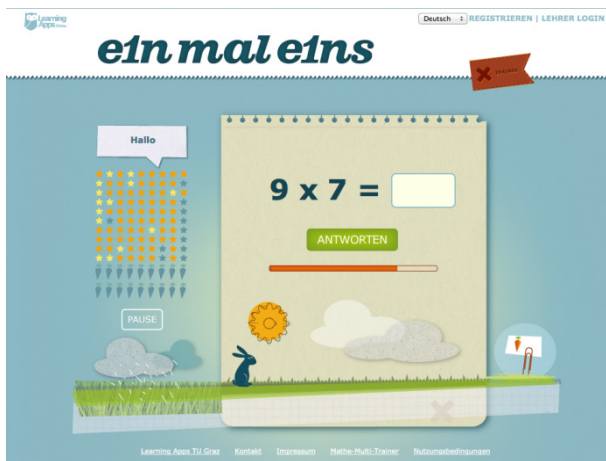 Learning
Apps
Deutsch
REGISTRIEREN | LEHRER LOGIN
e1n mal e1ns
TRAINER
Hallo
9 x 7 =
ANTWORTEN
PAUSE
Learning Apps TU Graz Kontakt Impressum Mathe-Multi-Trainer Nutzungsbedingungen